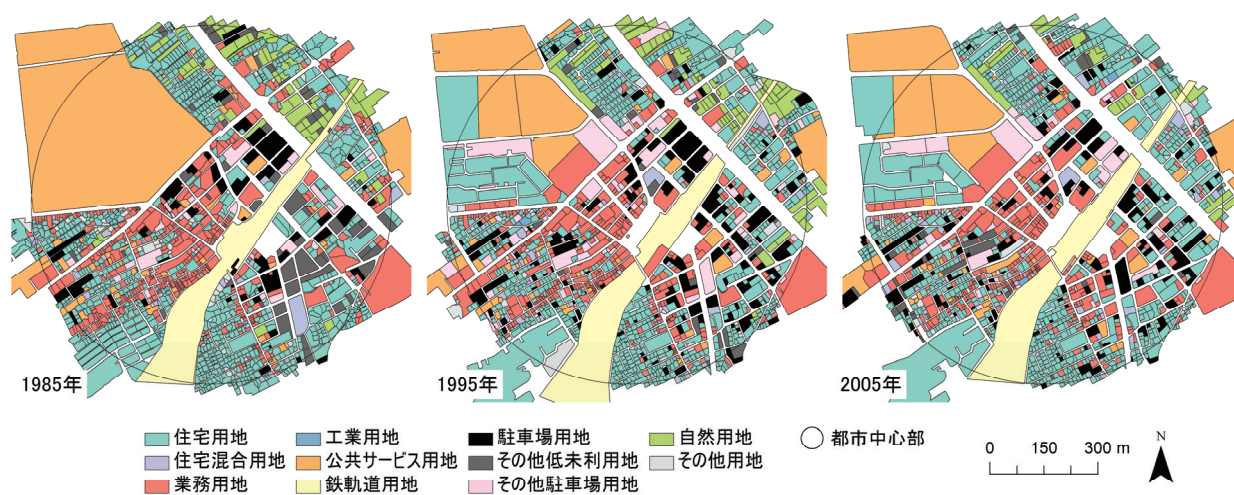 1985年
1995年
2005年
住宅用地
工業用地
駐車場用地
自然用地
都市中心部
住宅混合用地
公共サービス用地
その他低未利用地
その他用地
業務用地
鉄軌道用地
その他駐車場用地
0 150 300 m
N